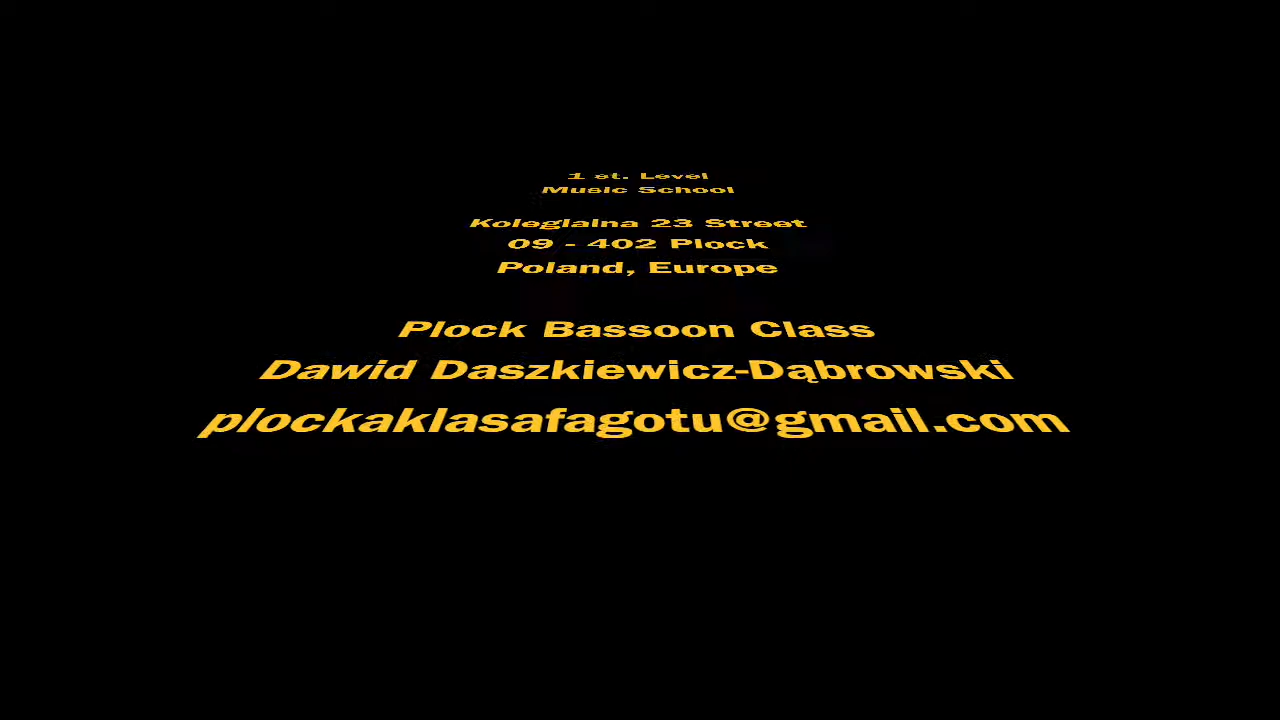 1 st. Level
Music School
Kolegialna 23 Street
09 - 402 Plock
Poland, Europe
Plock Bassoon Class
Dawid Daszkiewicz-Dąbrowski
plockaklasafagotu@gmail.com